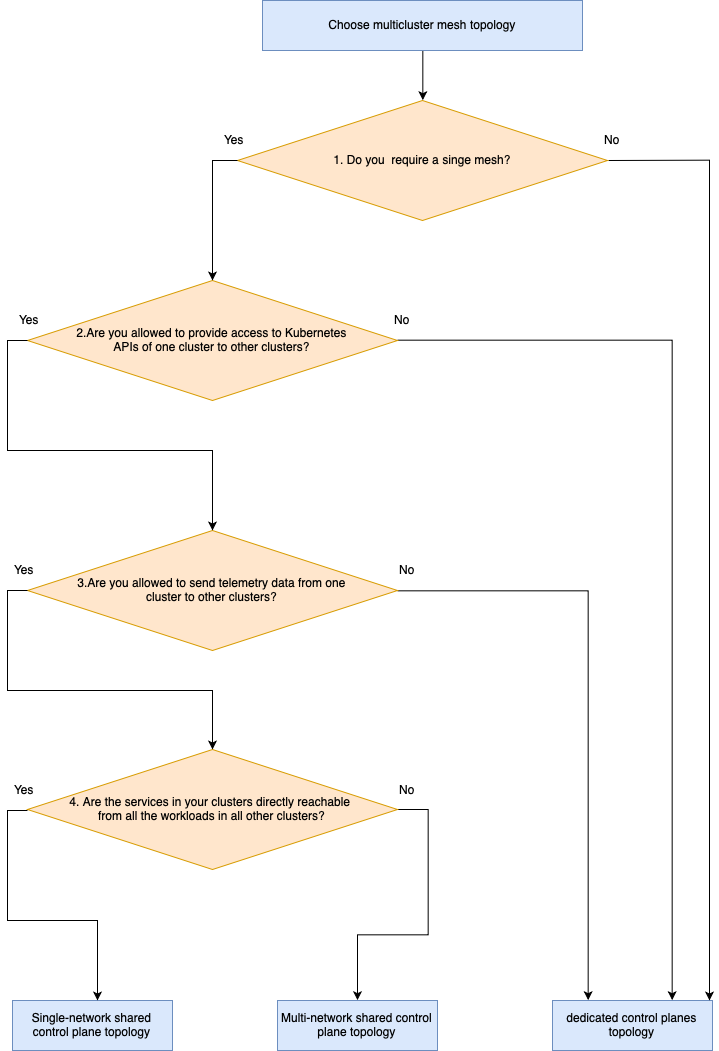 Choose multicluster mesh topology
Yes
No
1. Do you  require a singe mesh?
Yes
No
2.Are you allowed to provide access to Kubernetes
APIs of one cluster to other clusters?
Yes
No
3.Are you allowed to send telemetry data from one
cluster to other clusters?
Yes
No
4. Are the services in your clusters directly reachable
from all the workloads in all other clusters?
Single-network shared
control plane topology
Multi-network shared control
plane topology
dedicated control planes
topology